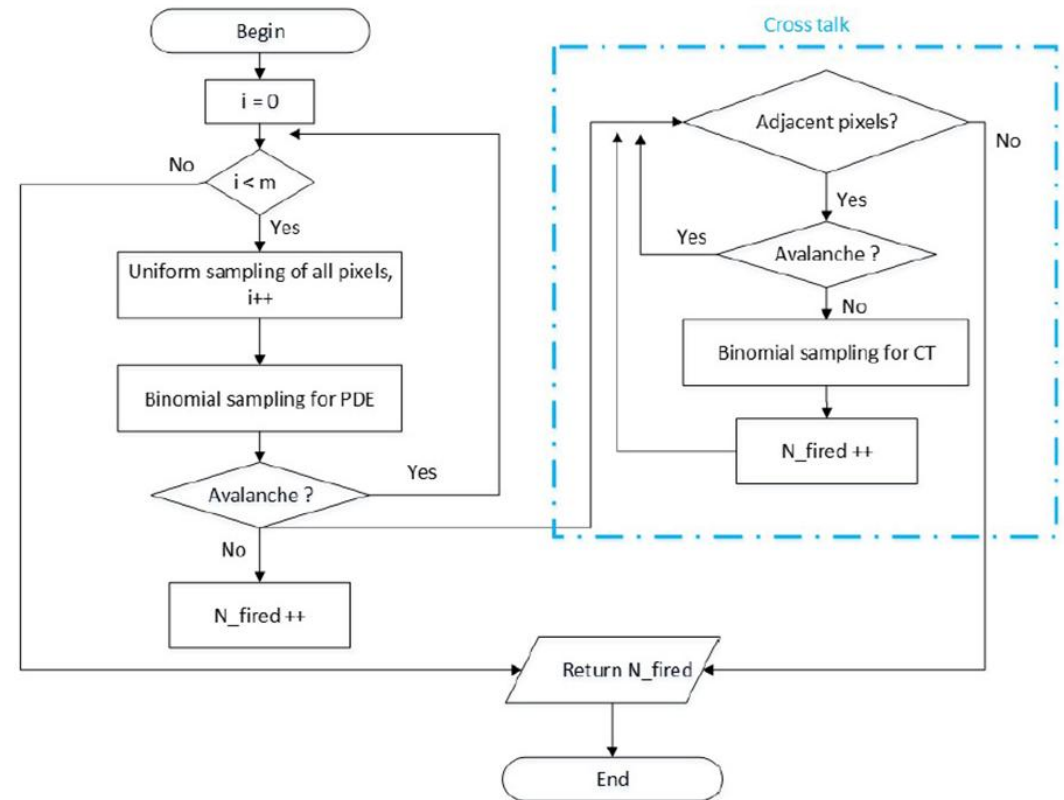 Begin
i = 0
No
i < m
Yes
Uniform sampling of all pixels,
i++
Binomial sampling for PDE
Avalanche ?
Yes
No
N_fired ++
Cross talk
Adjacent pixels?
No
Yes
Yes
Avalanche ?
No
Binomial sampling for CT
N_fired ++
Return N_fired
End